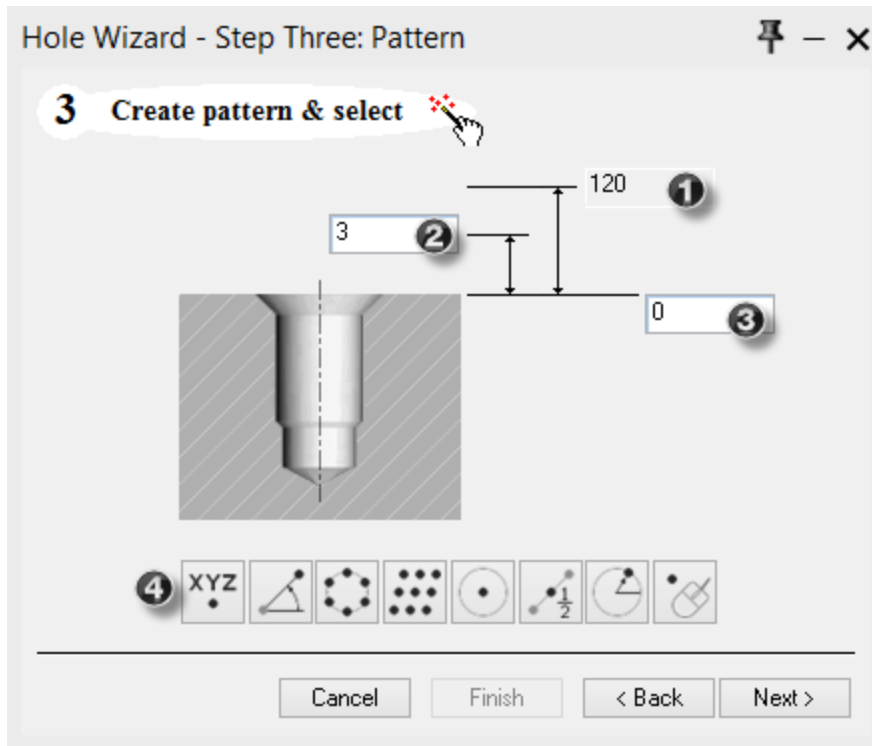 Hole Wizard - Step Three: Pattern
3 Create pattern & select
120 1
3 2
0 3
4 XYZ 1/2
Cancel Finish < Back Next >